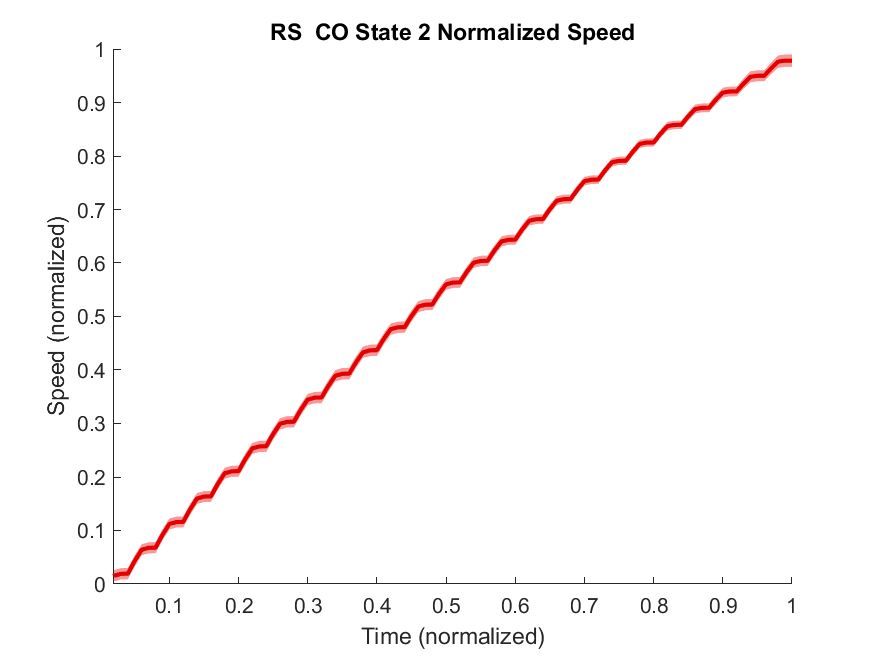 RS  CO State 2 Normalized Speed
1
0.9
0.8
0.7
0.6
0.5
0.4
0.3
0.2
0.1
0
Speed (normalized)
0.1 0.2 0.3 0.4 0.5 0.6 0.7 0.8 0.9 1
Time (normalized)